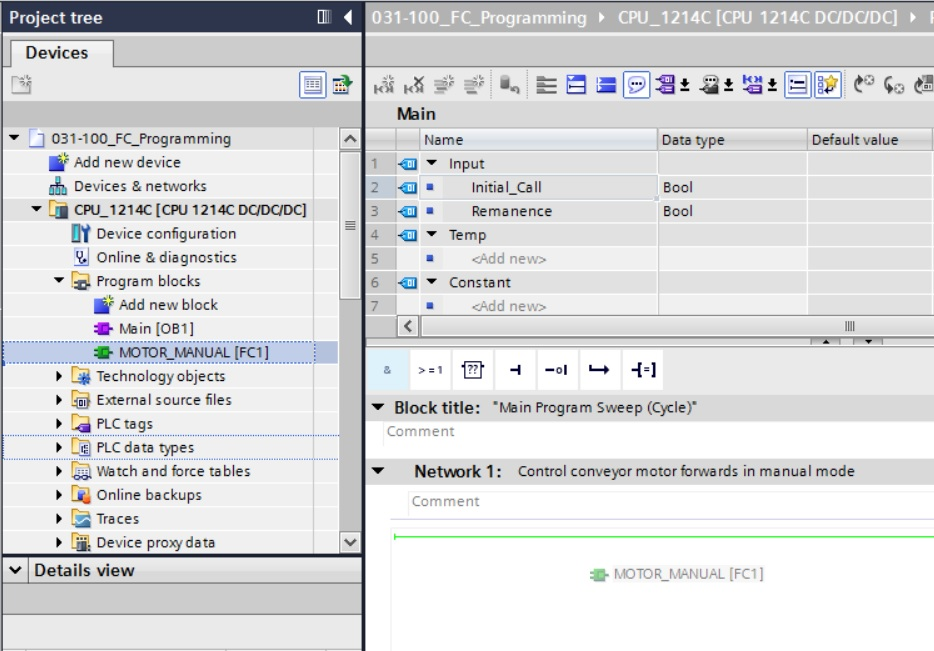 Project tree
Devices
031-100_FC_Programming
Add new device
Devices & networks
CPU_1214C [CPU 1214C DC/DC/DC]
Device configuration
Online & diagnostics
Program blocks
Add new block
Main [OB1]
MOTOR_MANUAL [FC1]
Technology objects
External source files
PLC tags
PLC data types
Watch and force tables
Online backups
Traces
Device proxy data
Details view
031-100_FC_Programming CPU_1214C [CPU 1214C DC/DC/DC]
Main
Name Data type Default value
1 Input
2 Initial_Call Bool
3 Remanence Bool
4 Temp
5 <Add new>
6 Constant
7 <Add new>
& >=1 ?? -| -o| -[=]
Block title: "Main Program Sweep (Cycle)"
Comment
Network 1: Control conveyor motor forwards in manual mode
Comment
MOTOR_MANUAL [FC1]